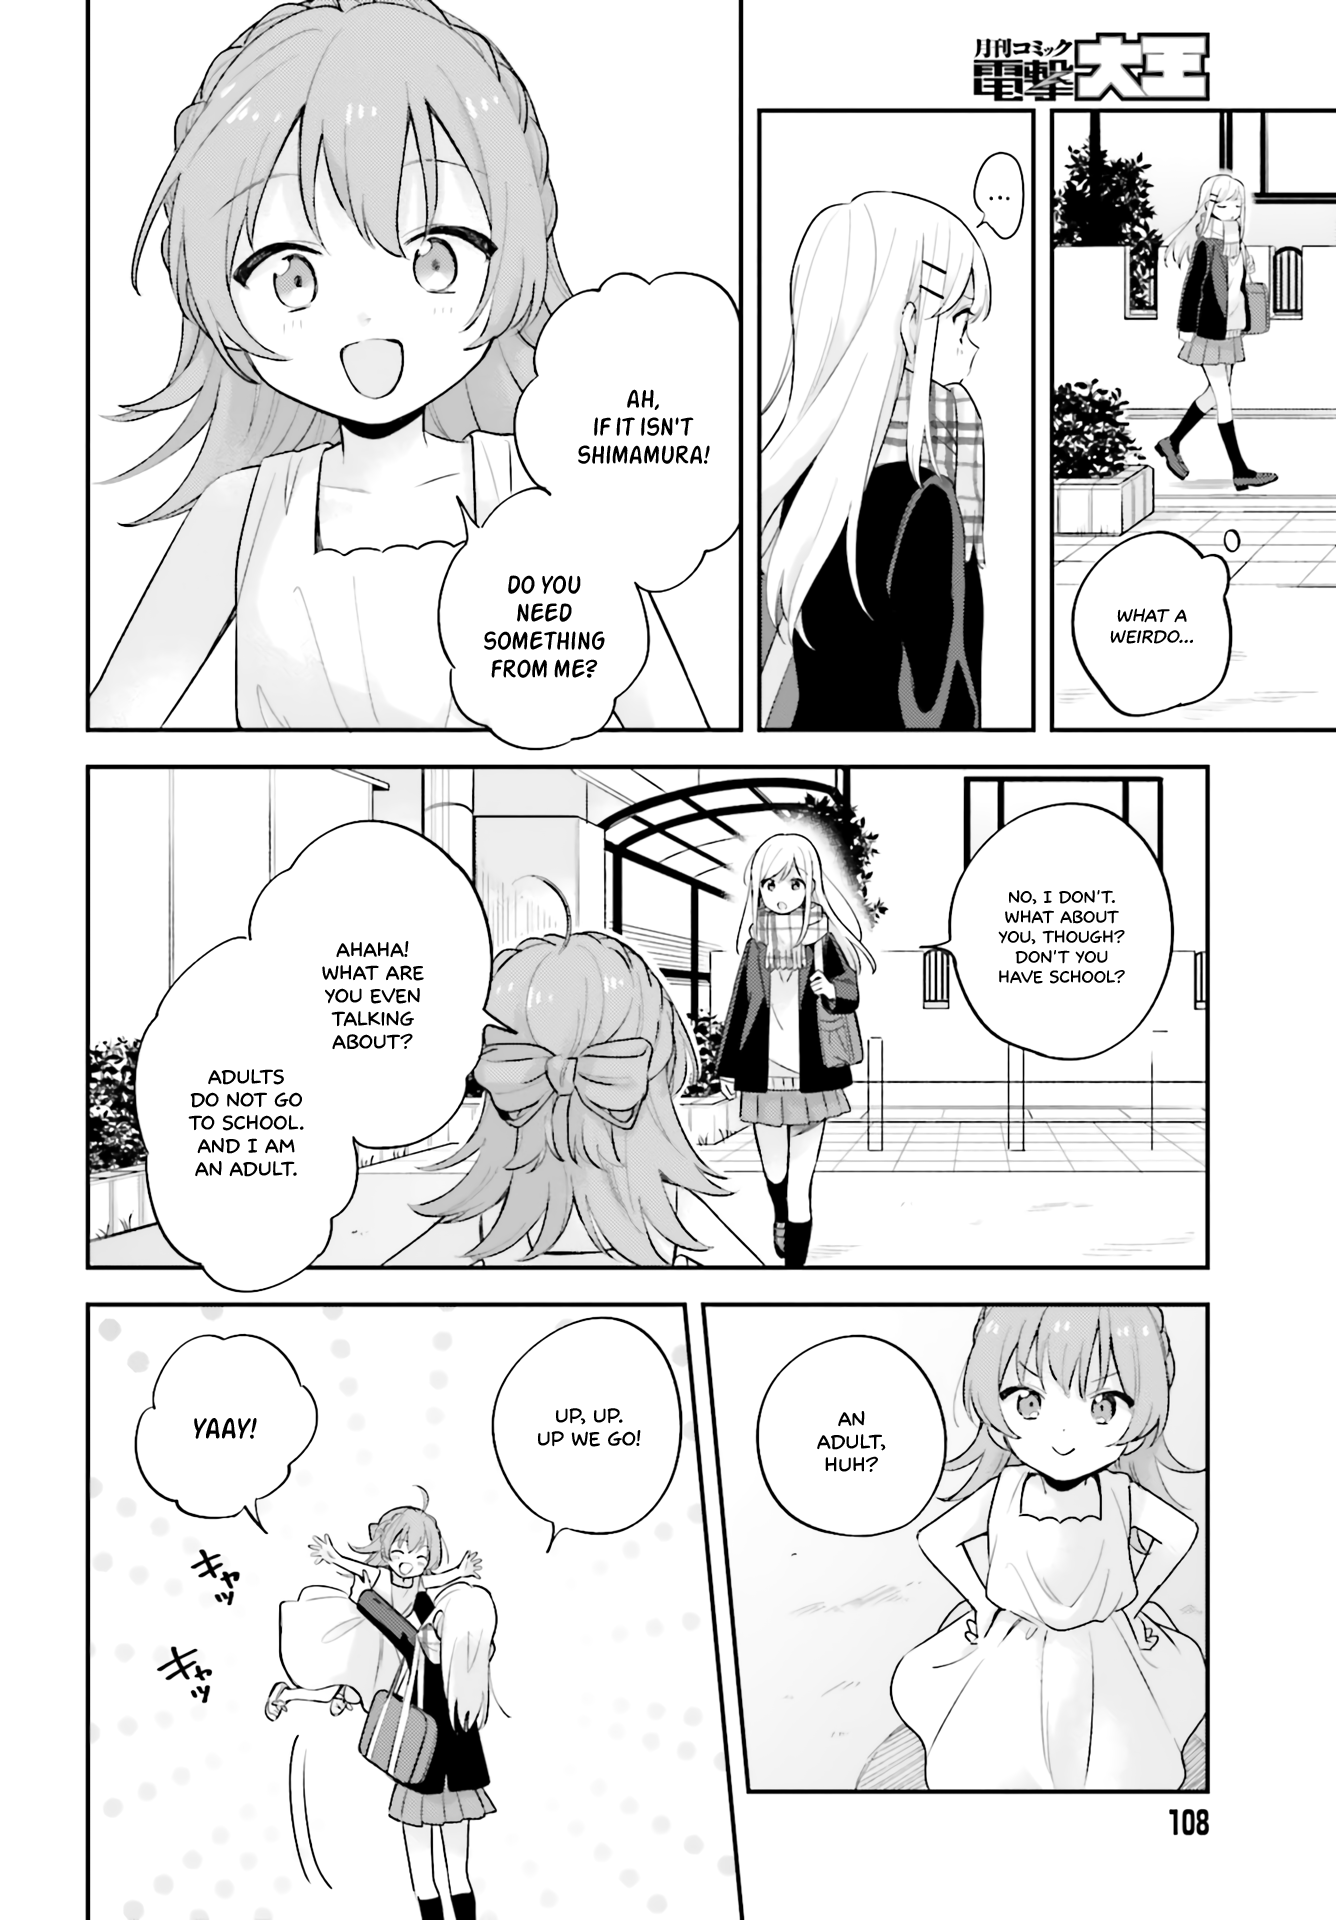 月刊コミック
電撃大王
WHAT A
WEIRDO...
...
AH,
IF IT ISN'T
SHIMAMURA!
DO YOU
NEED
SOMETHING
FROM ME?
NO, I DON'T.
WHAT ABOUT
YOU, THOUGH?
DON'T YOU
HAVE SCHOOL?
AHAHA!
WHAT ARE
YOU EVEN
TALKING
ABOUT?
ADULTS
DO NOT GO
TO SCHOOL.
AND I AM
AN ADULT.
AN
ADULT,
HUH?
UP, UP.
UP WE GO!
YAAY!
キャッ
キャッ
108